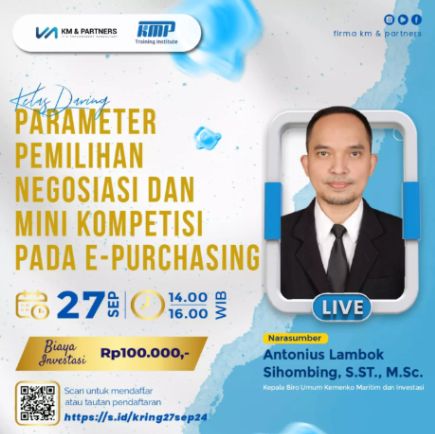 KM & PARTNERS
KMP
Training Institute
firma km & partners
Kelas Daring
PARAMETER
PEMILIHAN
NEGOSIASI DAN
MINI KOMPETISI
PADA E-PURCHASING
27 SEP
14.00
16.00
WIB
LIVE
Biaya
Investasi
Rp100.000,-
Narasumber
Antonius Lambok
Sihombing, S.ST., M.Sc.
Kepala Biro Umum Kemenko Maritim dan Investasi
Scan untuk mendaftar
atau tautan pendaftaran
https://s.id/kring27sep24